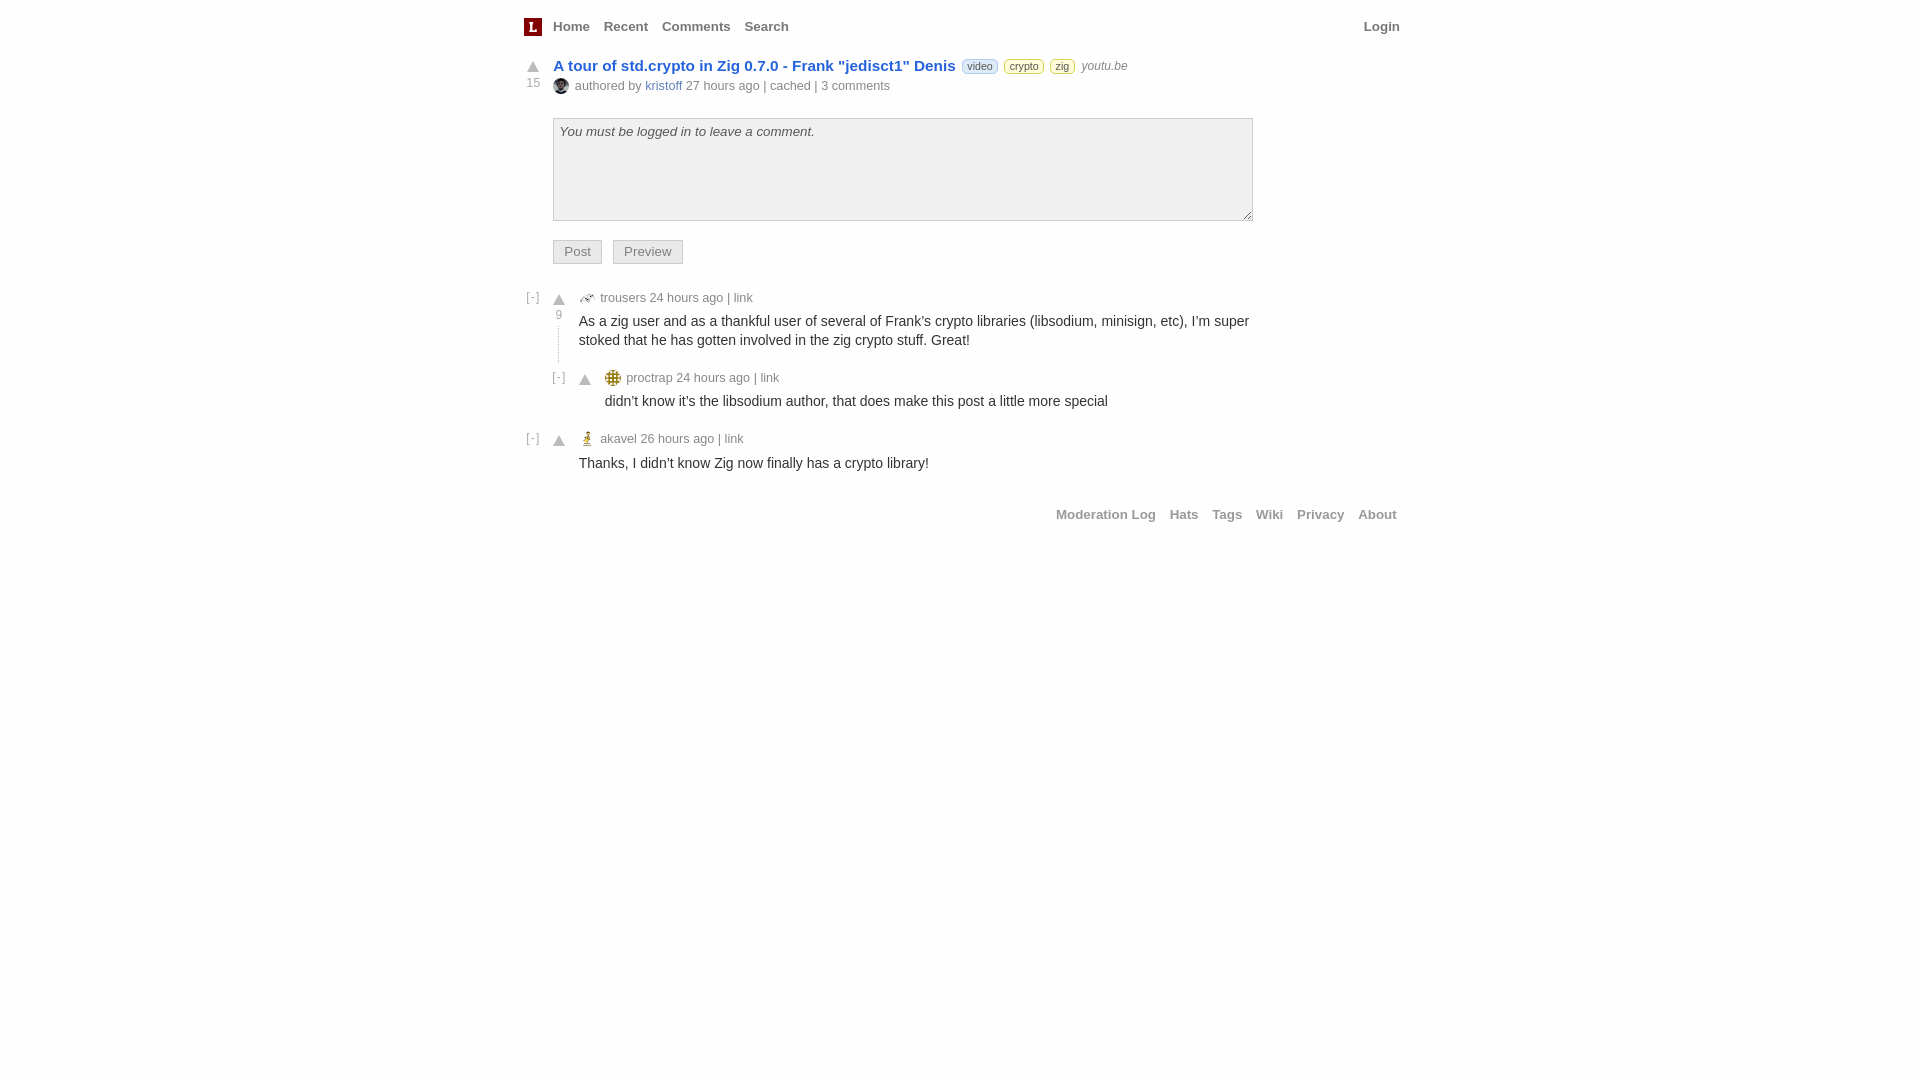 L Home Recent Comments Search Login
A tour of std.crypto in Zig 0.7.0 - Frank "jedisct1" Denis video crypto zig youtu.be
15 authored by kristoff 27 hours ago | cached | 3 comments
You must be logged in to leave a comment.
Post Preview
[-] trousers 24 hours ago | link
9
As a zig user and as a thankful user of several of Frank’s crypto libraries (libsodium, minisign, etc), I’m super
stoked that he has gotten involved in the zig crypto stuff. Great!
[-] proctrap 24 hours ago | link
didn’t know it’s the libsodium author, that does make this post a little more special
[-] akavel 26 hours ago | link
Thanks, I didn’t know Zig now finally has a crypto library!
Moderation Log Hats Tags Wiki Privacy About